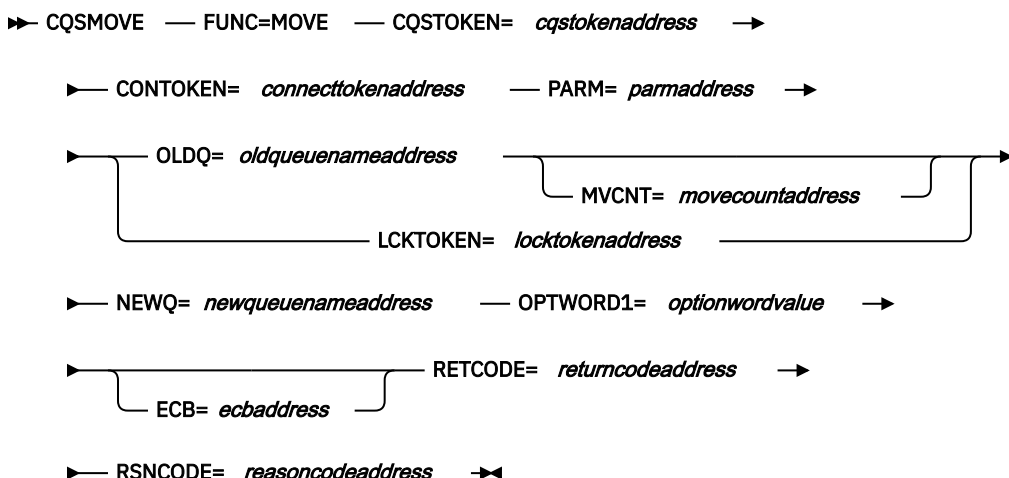 CQSMOVE FUNC=MOVE CQSTOKEN= cqstokenaddress
CONTOKEN= connecttokenaddress PARM= parmaddress
OLDQ= oldqueuenameaddress
MVCNT= movecountaddress
LCKTOKEN= locktokenaddress
NEWQ= newqueuenameaddress OPTWORD1= optionwordvalue
RETCODE= returncodeaddress
ECB= ecbaddress
RSNCODE= reasoncodeaddress